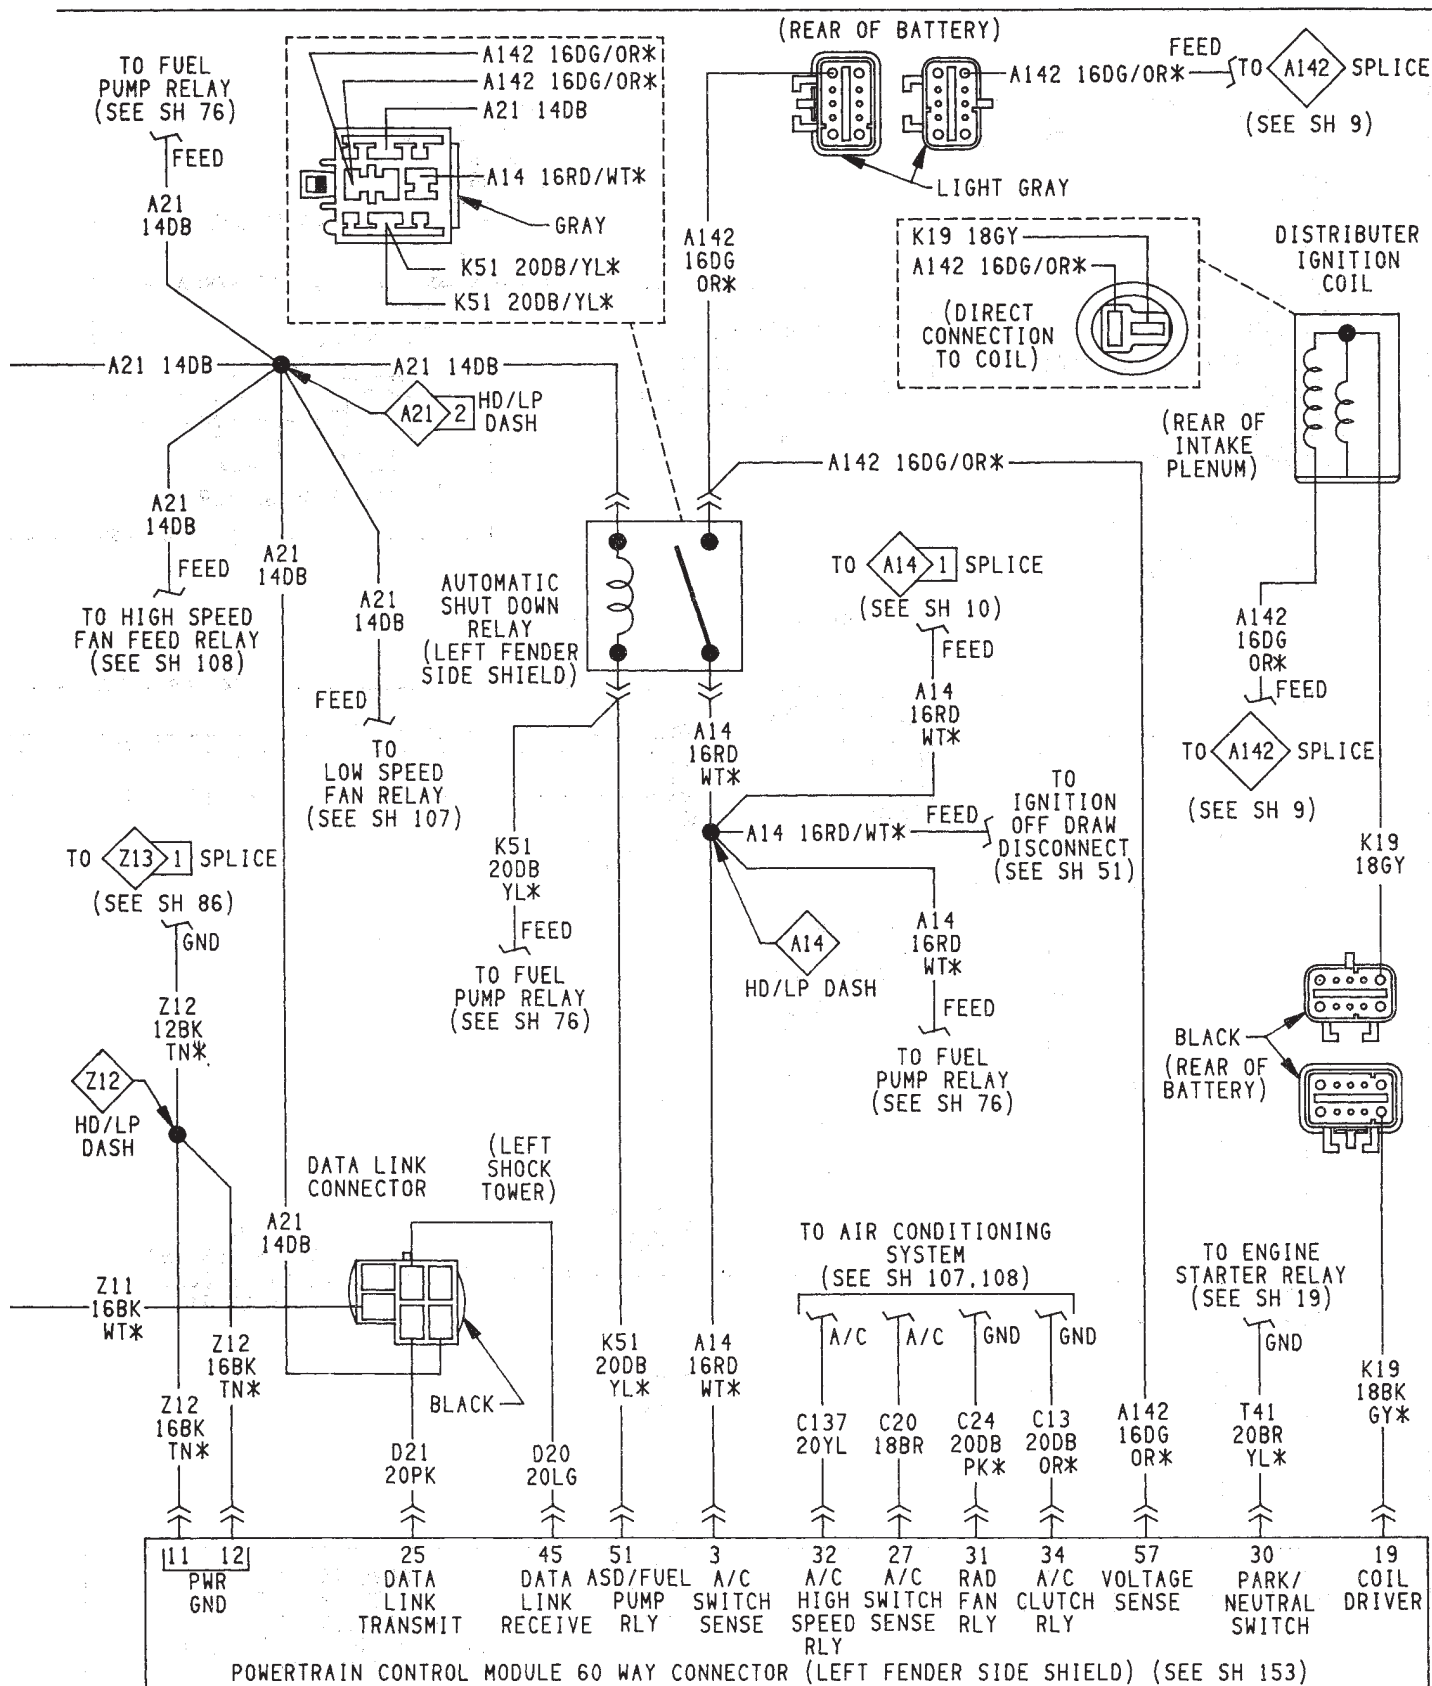 (REAR OF BATTERY)
TO FUEL
PUMP RELAY
(SEE SH 76)
FEED
A21
14DB
A142 16DG/OR*
A142 16DG/OR*
A21 14DB
A14 16RD/WT*
GRAY
K51 20DB/YL*
K51 20DB/YL*
A142 16DG/OR*
FEED
TO A142 SPLICE
(SEE SH 9)
LIGHT GRAY
A142
16DG
OR*
K19 18GY
A142 16DG/OR*
(DIRECT
CONNECTION
TO COIL)
DISTRIBUTER
IGNITION
COIL
(REAR OF
INTAKE
PLENUM)
A21 14DB
A21 14DB
A21 2
HD/LP
DASH
A142 16DG/OR*
A21
14DB
FEED
TO HIGH SPEED
FAN FEED RELAY
(SEE SH 108)
A21
14DB
A21
14DB
FEED
TO
LOW SPEED
FAN RELAY
(SEE SH 107)
AUTOMATIC
SHUT DOWN
RELAY
(LEFT FENDER
SIDE SHIELD)
TO A14 1 SPLICE
(SEE SH 10)
FEED
A14
16RD
WT*
A142
16DG
OR*
FEED
TO A142 SPLICE
(SEE SH 9)
A14
16RD
WT*
A14 16RD/WT*
FEED
TO
IGNITION
OFF DRAW
DISCONNECT
(SEE SH 51)
K19
18GY
TO Z13 1 SPLICE
(SEE SH 86)
GND
K51
20DB
YL*
FEED
TO FUEL
PUMP RELAY
(SEE SH 76)
A14
HD/LP DASH
A14
16RD
WT*
FEED
TO FUEL
PUMP RELAY
(SEE SH 76)
Z12
12BK
TN*
Z12
HD/LP
DASH
BLACK
(REAR OF
BATTERY)
DATA LINK
CONNECTOR
(LEFT
SHOCK
TOWER)
A21
14DB
Z11
16BK
WT*
Z12
16BK
TN*
Z12
16BK
TN*
BLACK
D21
20PK
D20
20LG
K51
20DB
YL*
A14
16RD
WT*
TO AIR CONDITIONING
SYSTEM
(SEE SH 107,108)
A/C
A/C
GND
GND
C137
20YL
C20
18BR
C24
20DB
PK*
C13
20DB
OR*
A142
16DG
OR*
TO ENGINE
STARTER RELAY
(SEE SH 19)
GND
T41
20BR
YL*
K19
18BK
GY*
11 12
PWR
GND
25
DATA
LINK
TRANSMIT
45
DATA
LINK
RECEIVE
51
ASD/FUEL
PUMP
RLY
3
A/C
SWITCH
SENSE
32
A/C
HIGH
SPEED
RLY
27
A/C
SWITCH
SENSE
31
RAD
FAN
RLY
34
A/C
CLUTCH
RLY
57
VOLTAGE
SENSE
30
PARK/
NEUTRAL
SWITCH
19
COIL
DRIVER
POWERTRAIN CONTROL MODULE 60 WAY CONNECTOR (LEFT FENDER SIDE SHIELD) (SEE SH 153)